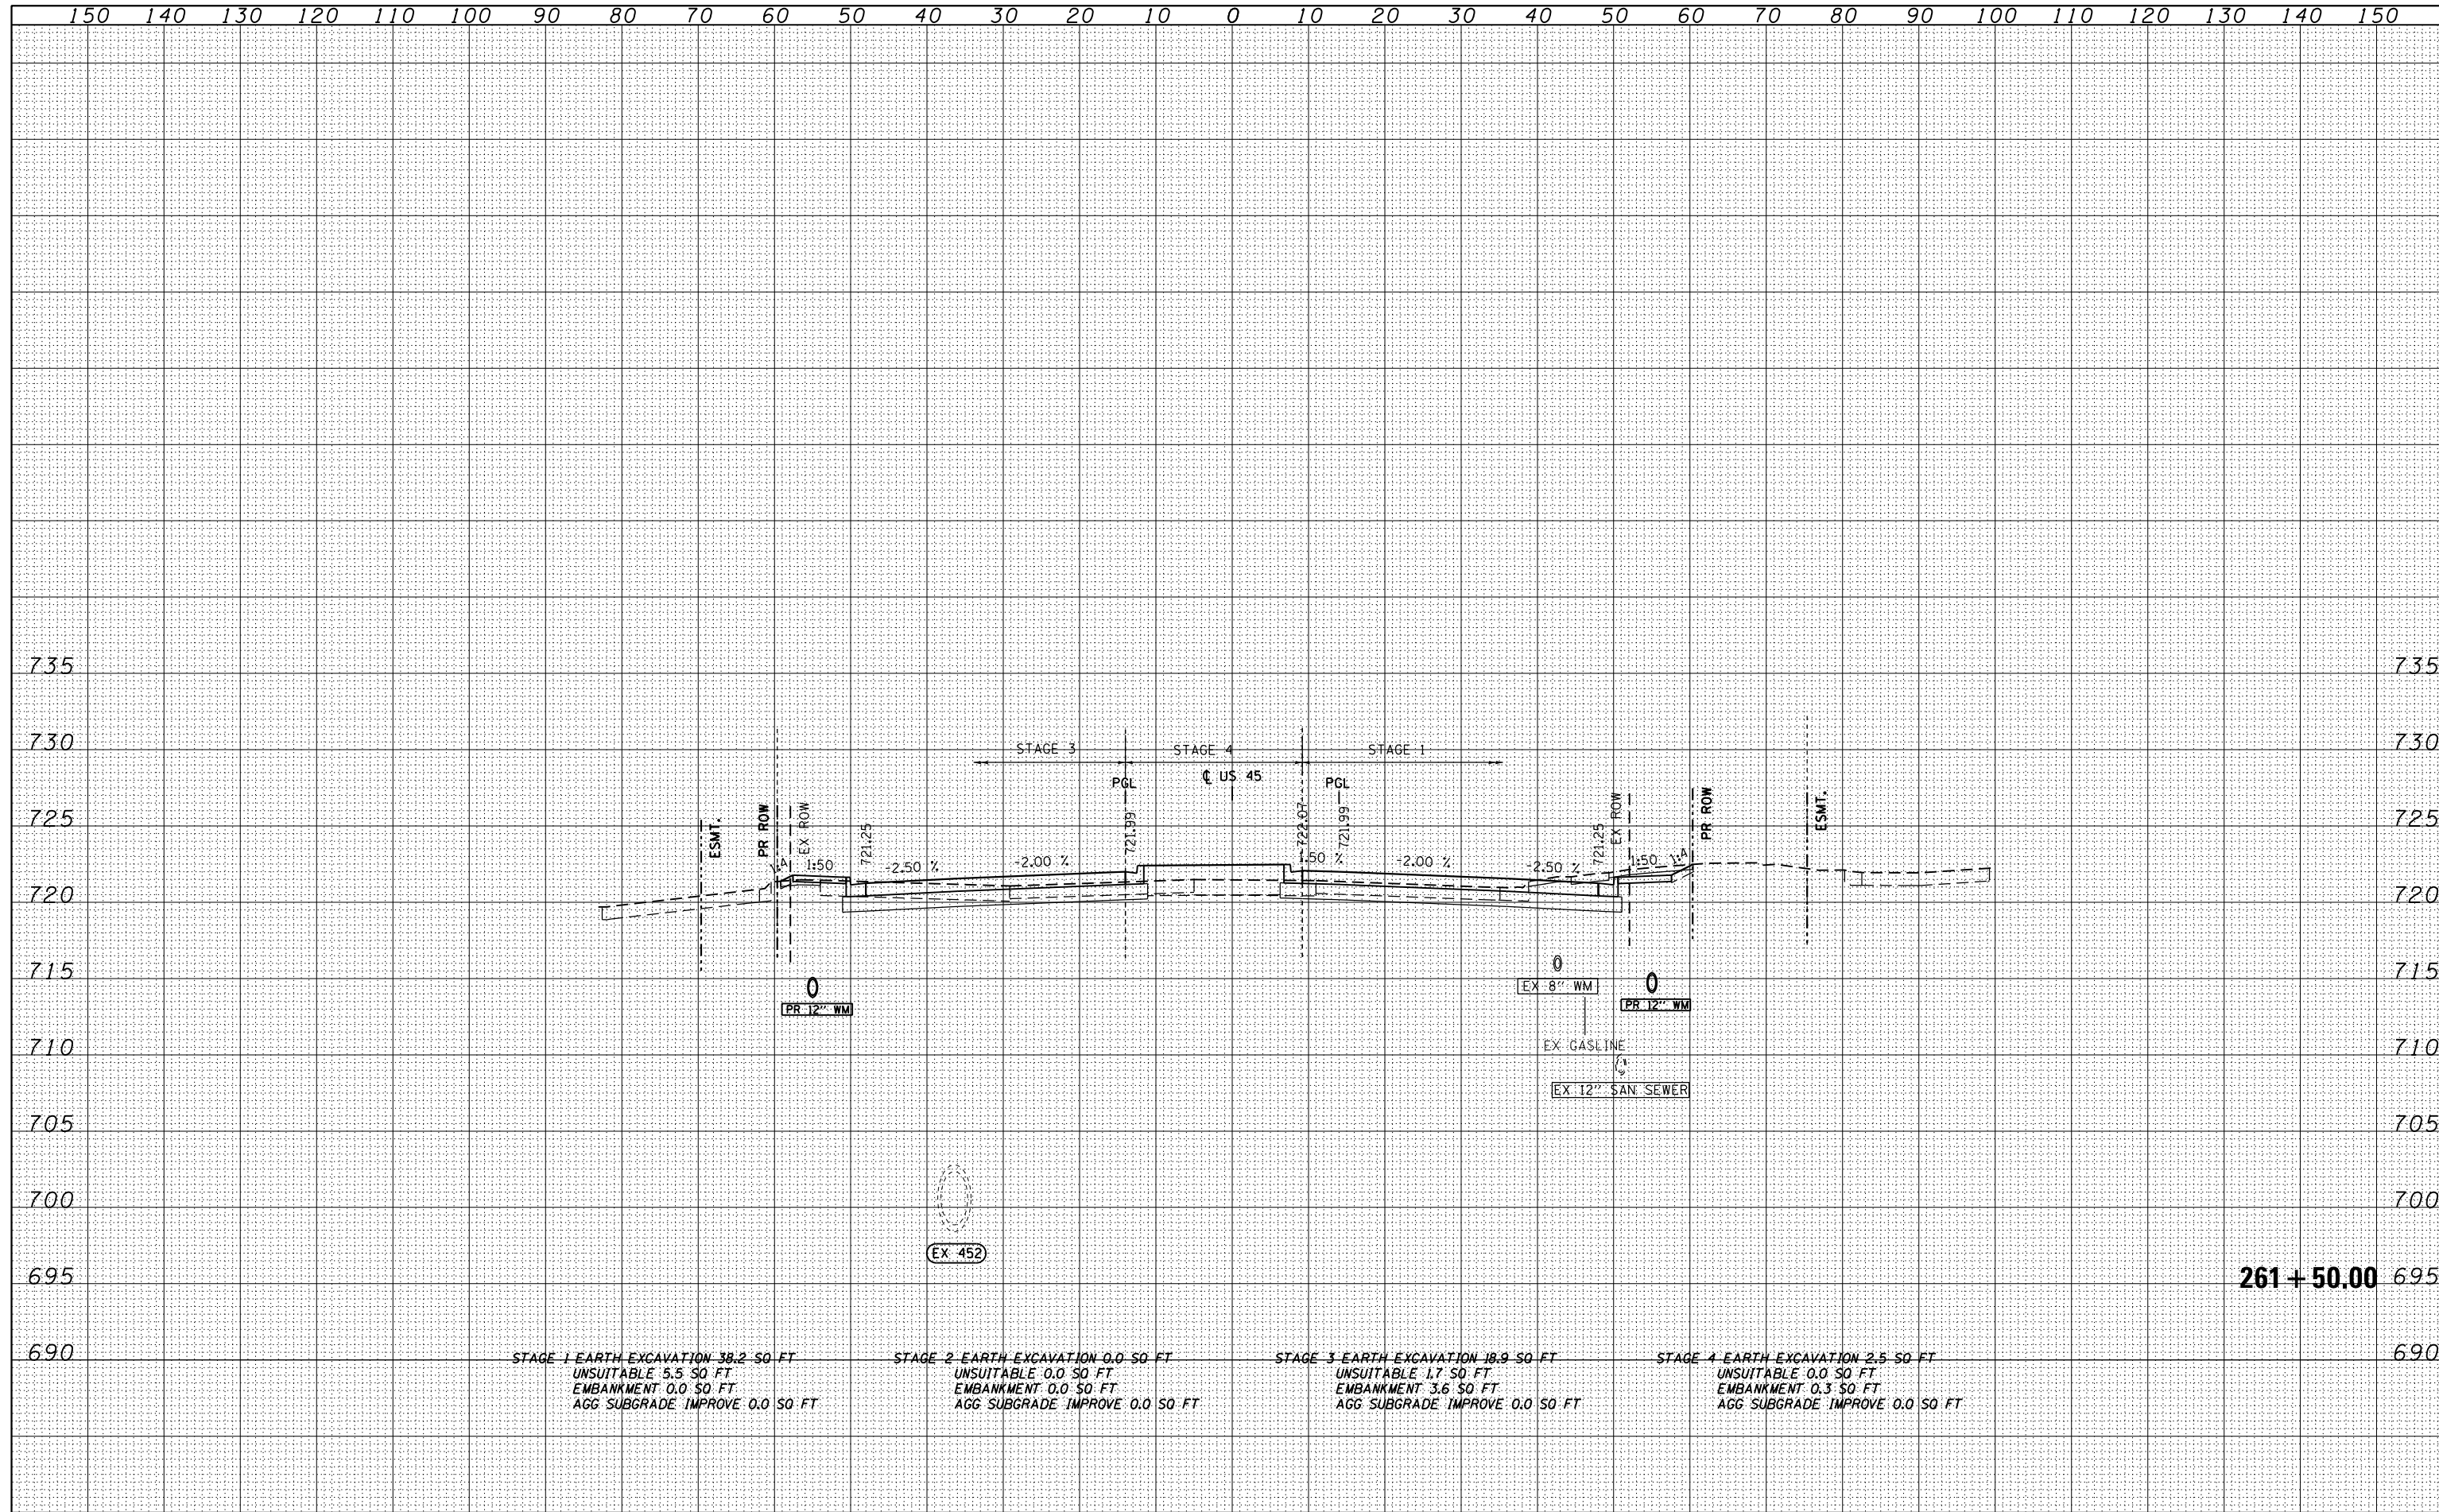 150 140 130 120 110 100 90 80 70 60 50 40 30 20 10 0 10 20 30 40 50 60 70 80 90 100 110 120 130 140 150
735 735
730 730
STAGE 3 STAGE 4 STAGE 1
℄ US 45
PGL PGL
725 725
ESMT.
PR ROW
EX ROW
721.25
721.99
722.07
721.99
721.25
EX ROW
PR ROW
ESMT.
1:4 1:50 -2.50 % -2.00 % 1.50 % -2.00 % -2.50 % 1:50 1:4
720 720
715 715
EX 8" WM
PR 12" WM PR 12" WM
710 710
EX GASLINE
EX 12" SAN SEWER
705 705
700 700
EX 452
695 261+50.00 695
690 690
STAGE 1 EARTH EXCAVATION 38.2 SQ FT
UNSUITABLE 5.5 SQ FT
EMBANKMENT 0.0 SQ FT
AGG SUBGRADE IMPROVE 0.0 SQ FT
STAGE 2 EARTH EXCAVATION 0.0 SQ FT
UNSUITABLE 0.0 SQ FT
EMBANKMENT 0.0 SQ FT
AGG SUBGRADE IMPROVE 0.0 SQ FT
STAGE 3 EARTH EXCAVATION 18.9 SQ FT
UNSUITABLE 1.7 SQ FT
EMBANKMENT 3.6 SQ FT
AGG SUBGRADE IMPROVE 0.0 SQ FT
STAGE 4 EARTH EXCAVATION 2.5 SQ FT
UNSUITABLE 0.0 SQ FT
EMBANKMENT 0.3 SQ FT
AGG SUBGRADE IMPROVE 0.0 SQ FT